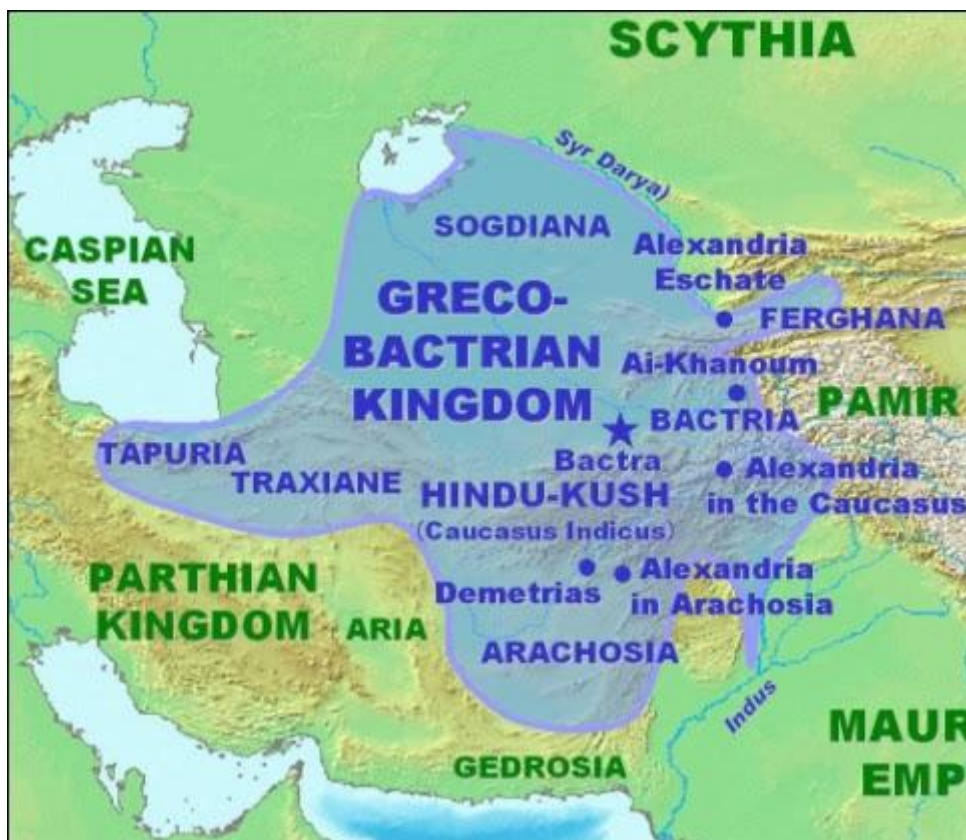 SCYTHIA
Syr Darya)
SOGDIANA
Alexandria
Eschate
CASPIAN
SEA
GRECO-
BACTRIAN
KINGDOM
FERGHANA
Ai-Khanoum
BACTRIA
PAMIR
TAPURIA
TRAXIANE
Bactra
HINDU-KUSH
(Caucasus Indicus)
Alexandria
in the Caucasus
PARTHIAN
KINGDOM
ARIA
Demetrias
Alexandria
in Arachosia
ARACHOSIA
Indus
GEDROSIA
MAUR
EMP